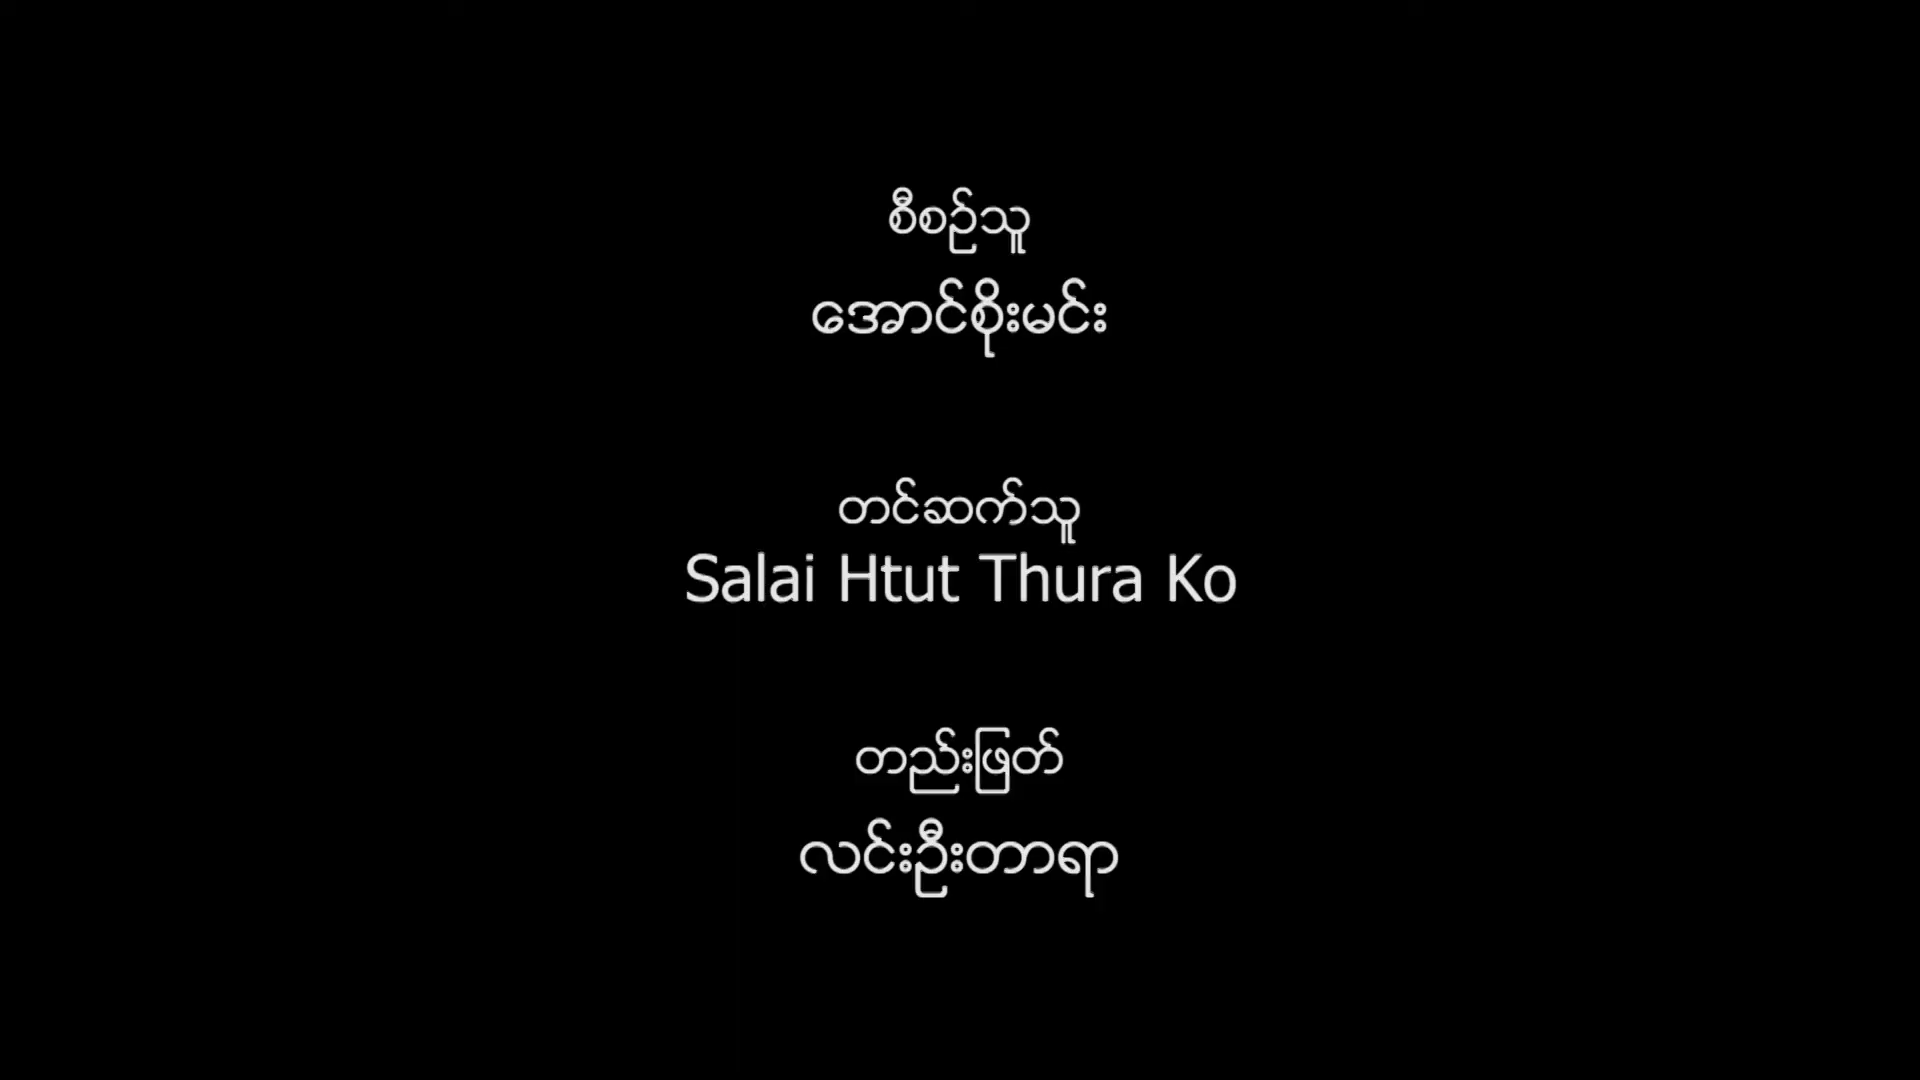 စီစဉ်သူ
အောင်စိုးမင်း
တင်ဆက်သူ
Salai Htut Thura Ko
တည်းဖြတ်
လင်းဦးတာရာ